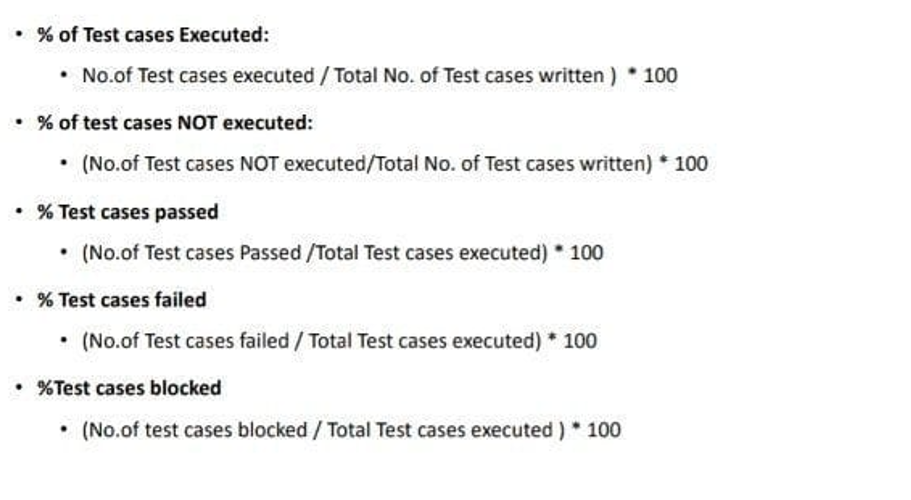 • % of Test cases Executed:
• No.of Test cases executed / Total No. of Test cases written ) * 100
• % of test cases NOT executed:
• (No.of Test cases NOT executed/Total No. of Test cases written) * 100
• % Test cases passed
• (No.of Test cases Passed /Total Test cases executed) * 100
• % Test cases failed
• (No.of Test cases failed / Total Test cases executed) * 100
• %Test cases blocked
• (No.of test cases blocked / Total Test cases executed ) * 100